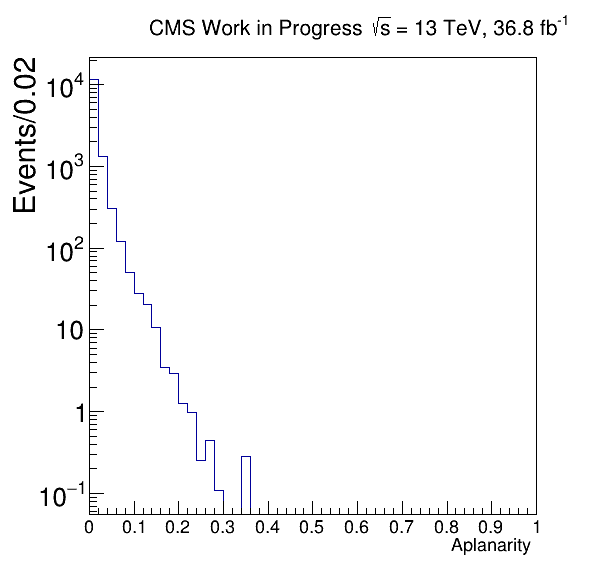 CMS Work in Progress √s = 13 TeV, 36.8 fb⁻¹
Events/0.02
10⁴
10³
10²
10
1
10⁻¹
0 0.1 0.2 0.3 0.4 0.5 0.6 0.7 0.8 0.9 1
Aplanarity